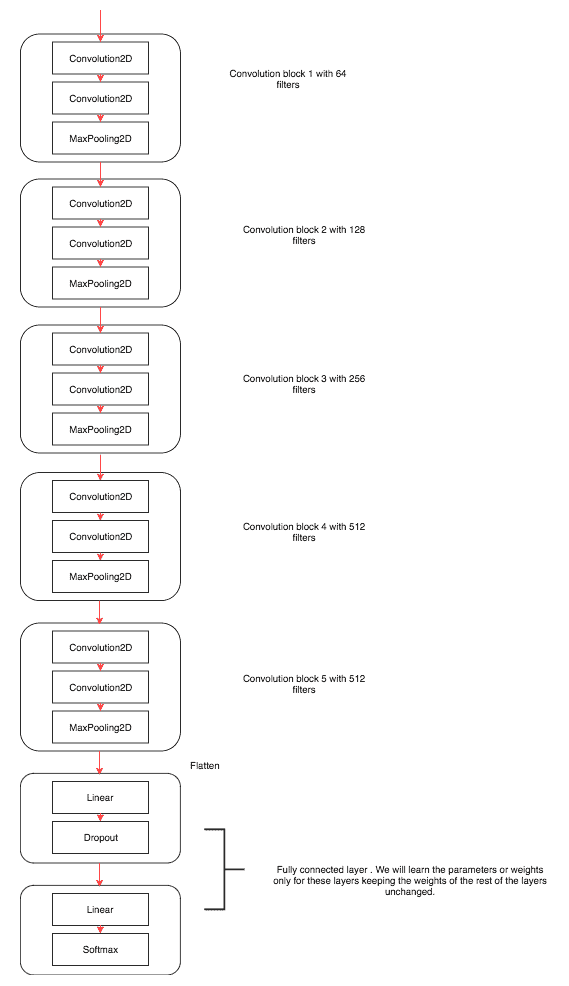 Convolution2D
Convolution2D
MaxPooling2D
Convolution block 1 with 64
filters
Convolution2D
Convolution2D
MaxPooling2D
Convolution block 2 with 128
filters
Convolution2D
Convolution2D
MaxPooling2D
Convolution block 3 with 256
filters
Convolution2D
Convolution2D
MaxPooling2D
Convolution block 4 with 512
filters
Convolution2D
Convolution2D
MaxPooling2D
Convolution block 5 with 512
filters
Flatten
Linear
Dropout
Linear
Softmax
Fully connected layer . We will learn the parameters or weights
only for these layers keeping the weights of the rest of the layers
unchanged.